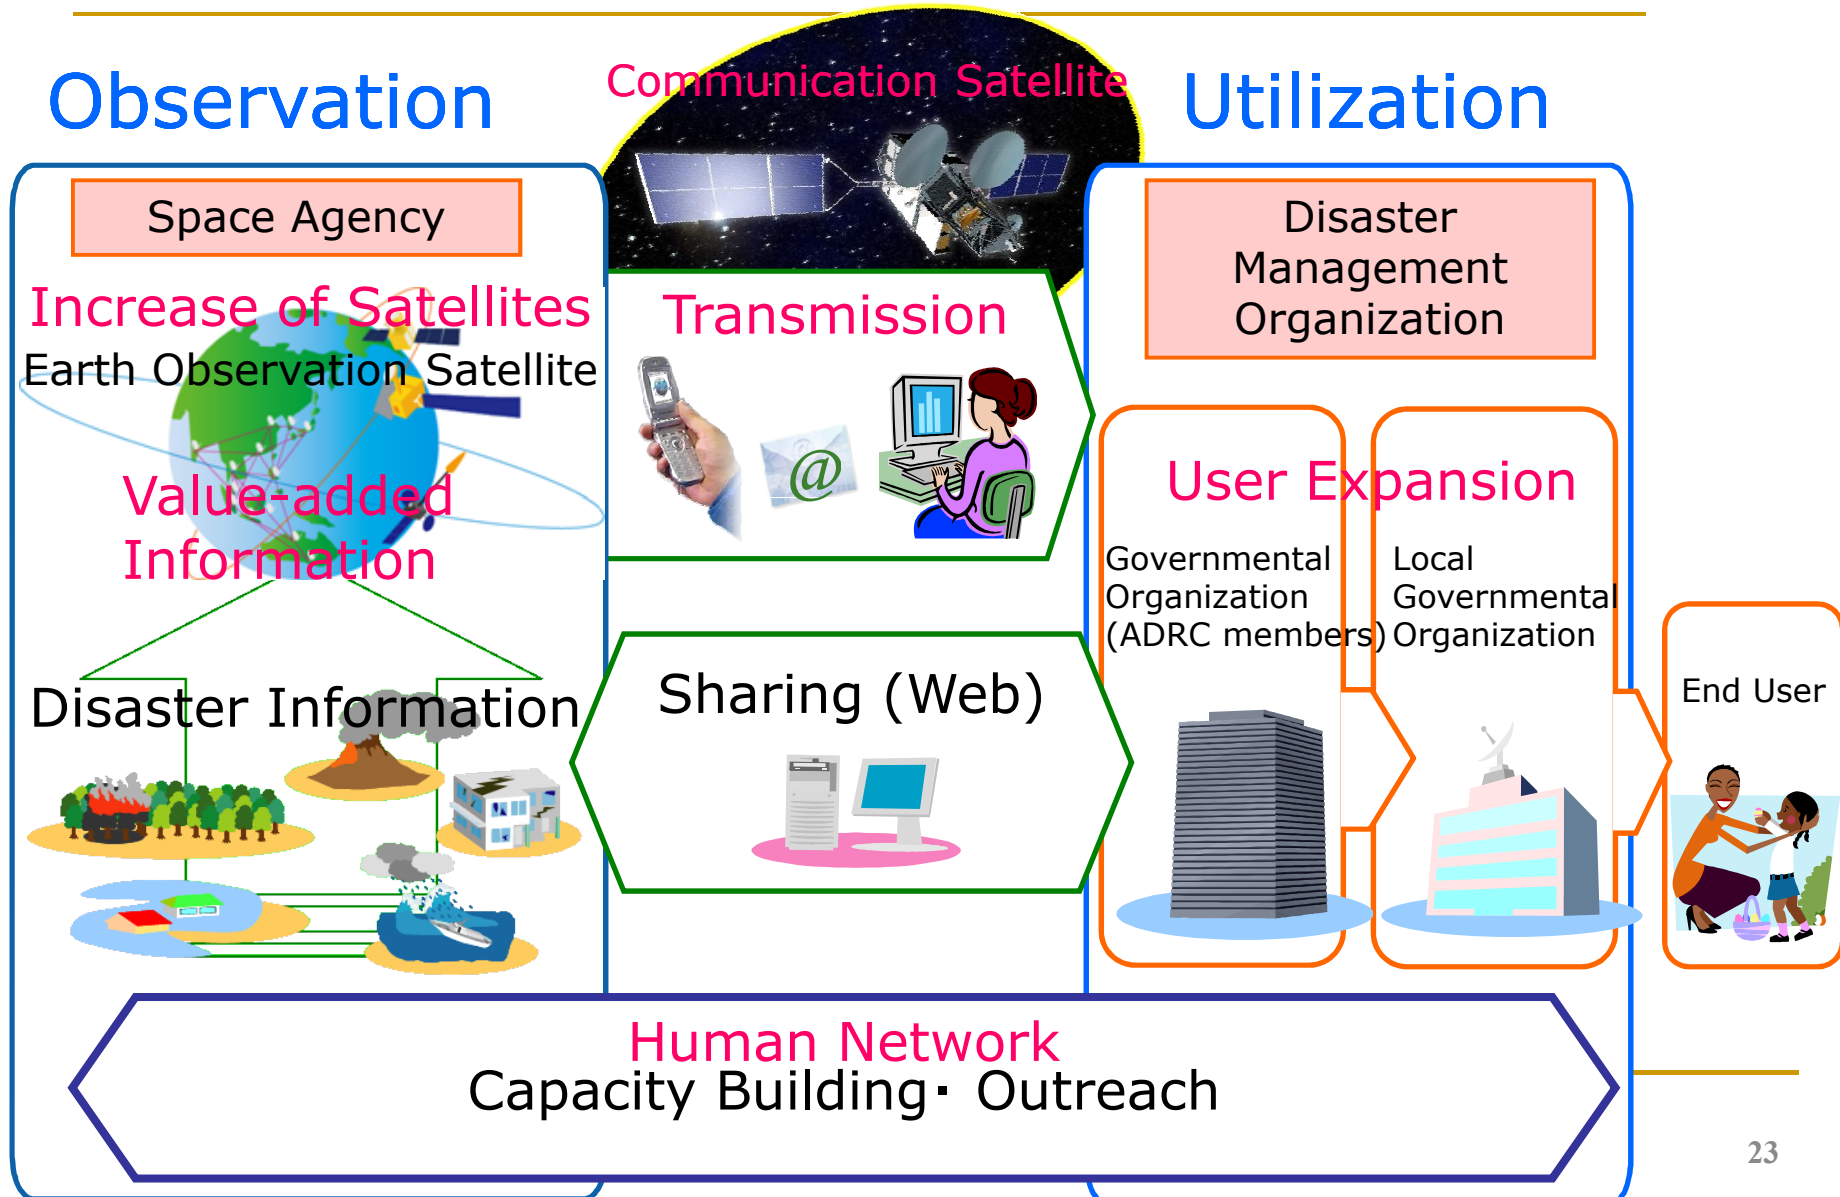 Observation
Communication Satellite
Utilization
Space Agency
Increase of Satellites
Earth Observation Satellite
Value-added
Information
Disaster Information
Transmission
@
Sharing (Web)
Disaster
Management
Organization
User Expansion
Governmental
Organization
(ADRC members)
Local
Governmental
Organization
End User
Human Network
Capacity Building・ Outreach
23